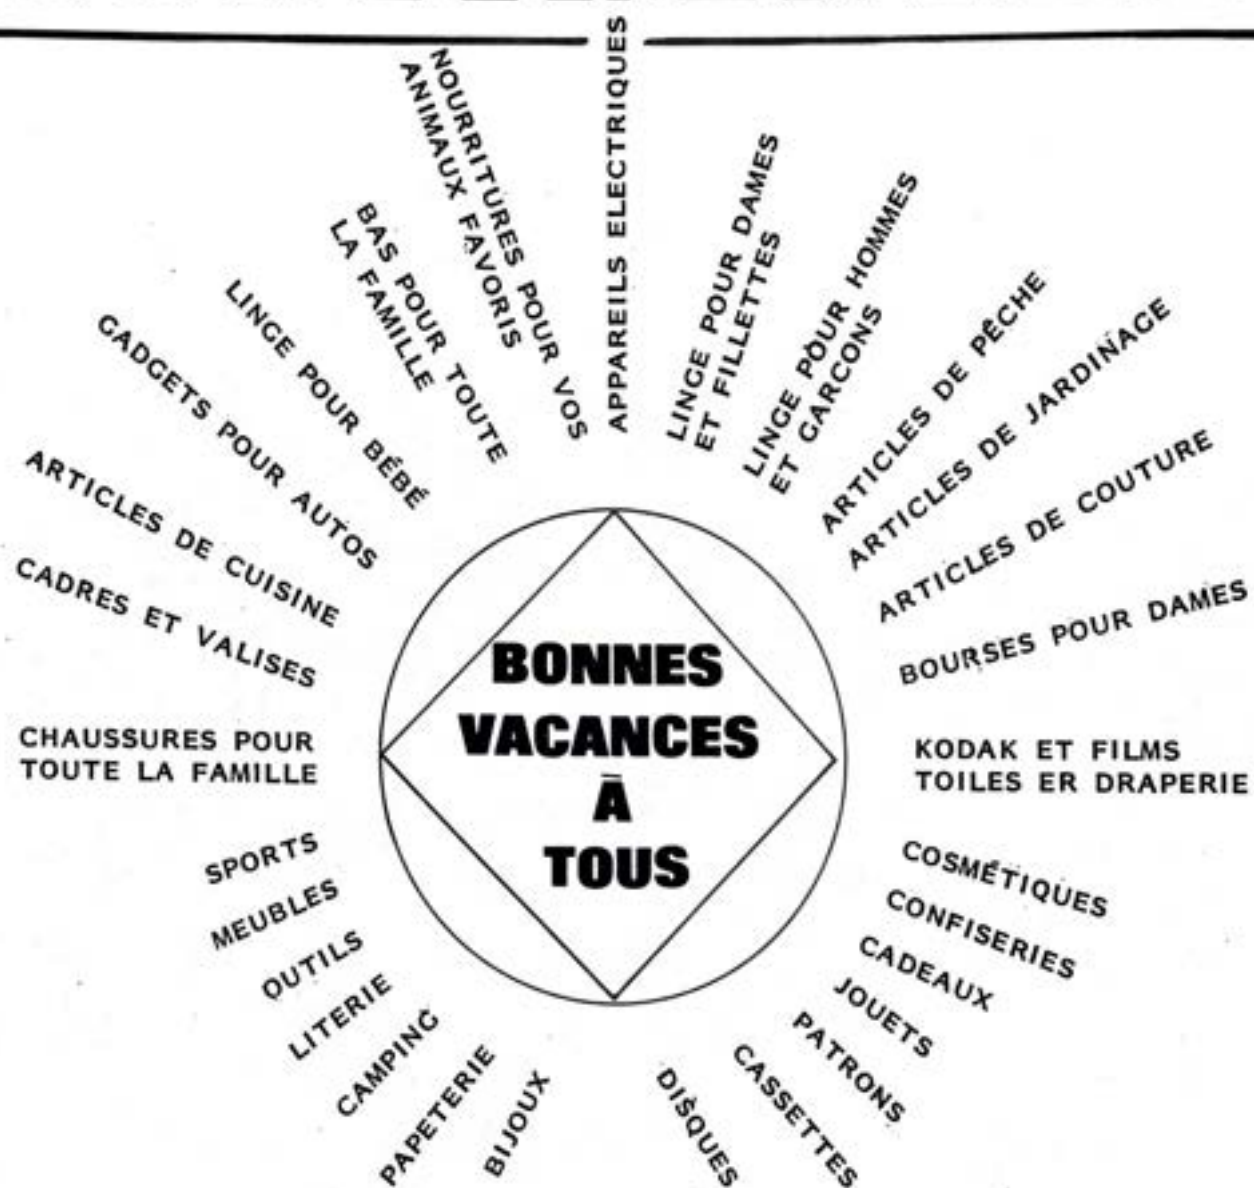 APPAREILS ELECTRIQUES
LINGE POUR DAMES
ET FILLETTES
LINGE POUR HOMMES
ET GARCONS
ARTICLES DE PÊCHE
ARTICLES DE JARDINAGE
ARTICLES DE COUTURE
BOURSES POUR DAMES
KODAK ET FILMS
TOILES ER DRAPERIE
COSMÉTIQUES
CONFISERIES
CADEAUX
JOUETS
PATRONS
CASSETTES
DISQUES
BIJOUX
PAPETERIE
CAMPING
LITERIE
OUTILS
MEUBLES
SPORTS
CHAUSSURES POUR
TOUTE LA FAMILLE
CADRES ET VALISES
ARTICLES DE CUISINE
GADGETS POUR AUTOS
LINGE POUR BÉBÉ
BAS POUR TOUTE
LA FAMILLE
NOURRITURES POUR VOS
ANIMAUX FAVORIS
BONNES
VACANCES
À
TOUS